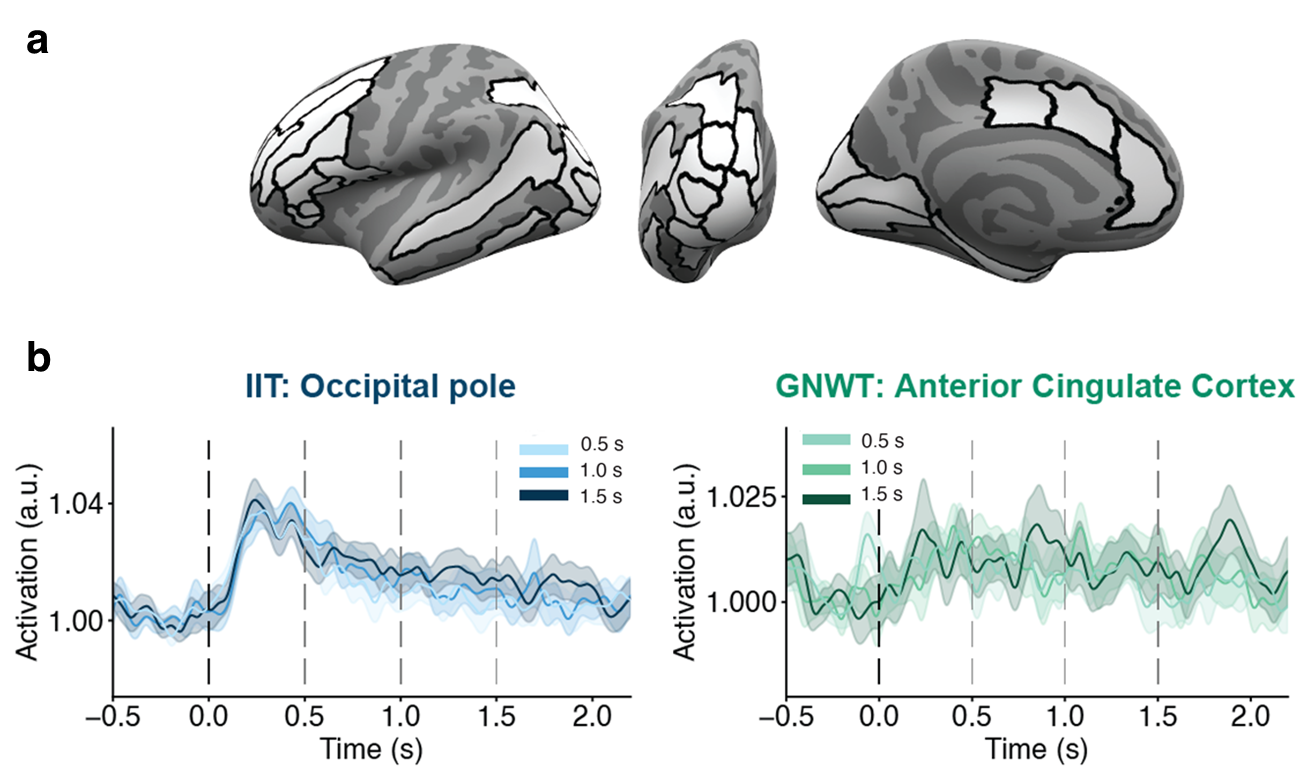 a
b
IIT: Occipital pole
Activation (a.u.)
1.04
1.00
0.5 s
1.0 s
1.5 s
−0.5 0.0 0.5 1.0 1.5 2.0
Time (s)
GNWT: Anterior Cingulate Cortex
Activation (a.u.)
1.025
1.000
0.5 s
1.0 s
1.5 s
−0.5 0.0 0.5 1.0 1.5 2.0
Time (s)